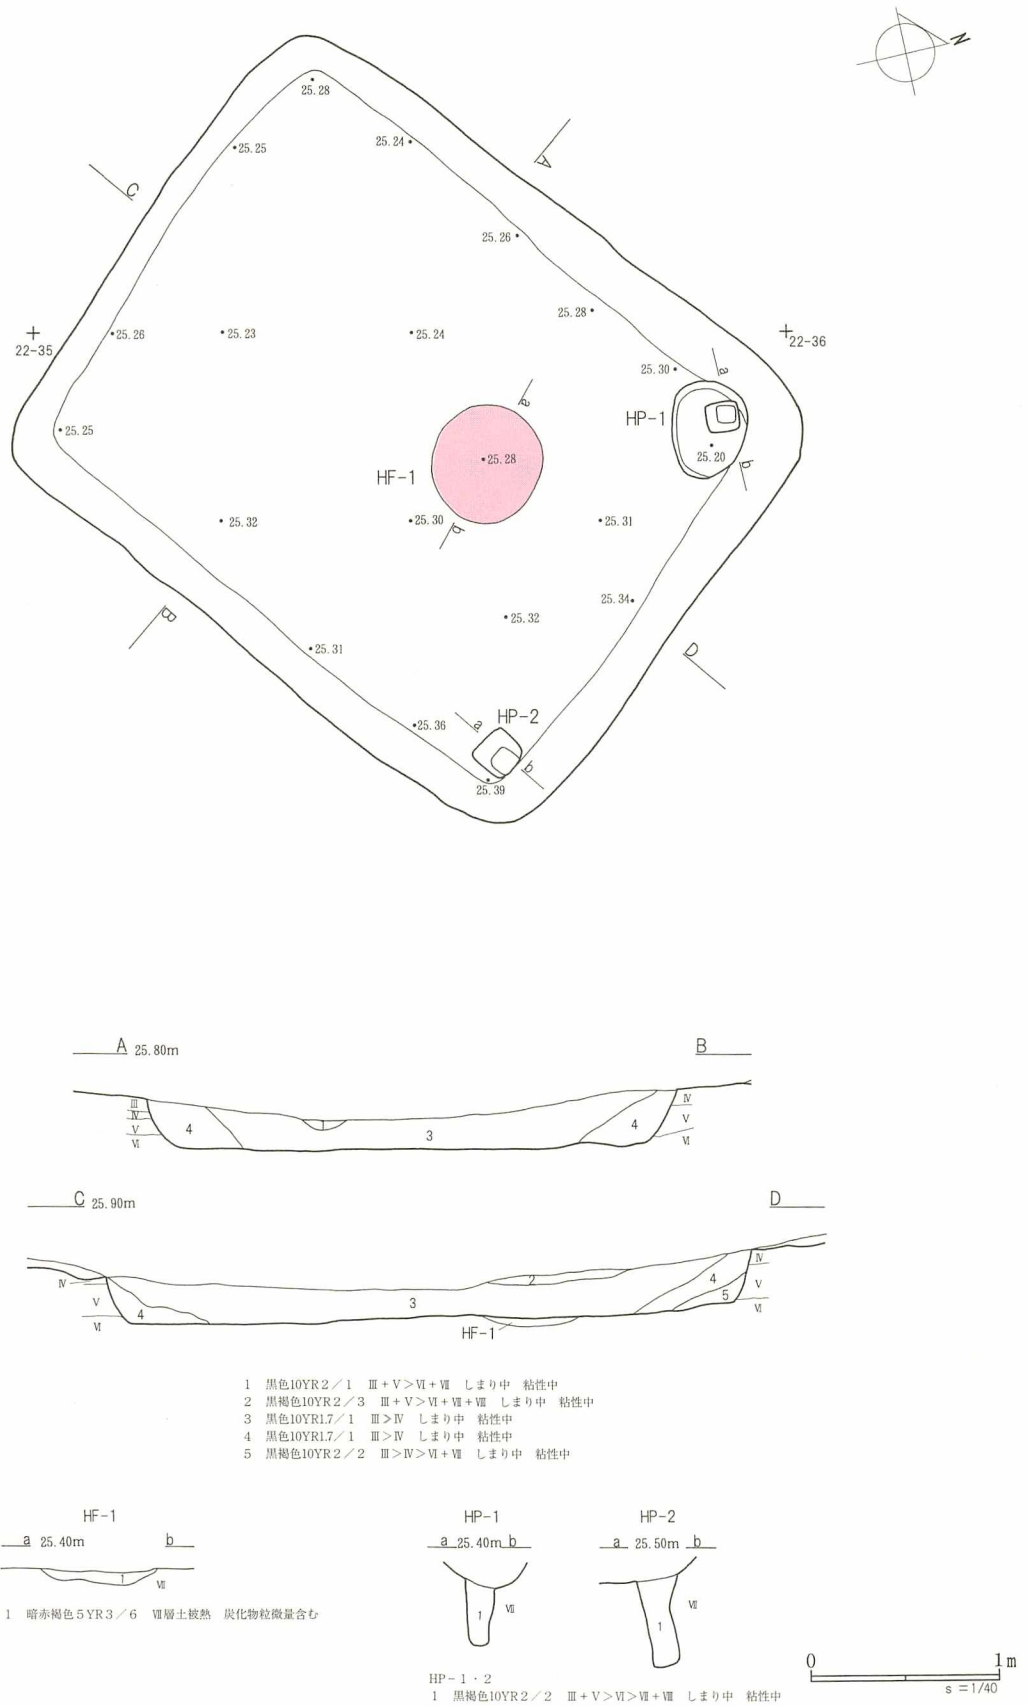 N
25.28
25.25
25.24
A
C
25.26
25.28
22-35
25.26
25.23
25.24
22-36
25.30
a
HP-1
25.20
b
25.25
a
HF-1
25.28
b
25.32
25.30
25.31
25.34
25.32
B
25.31
D
25.36
a
HP-2
b
25.39
A 25.80m
B
Ⅲ
Ⅳ
Ⅴ
Ⅵ
4
1
3
4
Ⅳ
Ⅴ
Ⅵ
C 25.90m
D
Ⅳ
Ⅴ
Ⅵ
4
3
2
4
5
Ⅳ
Ⅴ
Ⅵ
HF-1
1 黒色10YR2/1 Ⅲ+Ⅴ>Ⅵ+Ⅶ しまり中 粘性中
2 黒褐色10YR2/3 Ⅲ+Ⅴ>Ⅵ+Ⅶ+Ⅷ しまり中 粘性中
3 黒色10YR1.7/1 Ⅲ≫Ⅳ しまり中 粘性中
4 黒色10YR1.7/1 Ⅲ>Ⅳ しまり中 粘性中
5 黒褐色10YR2/2 Ⅲ>Ⅳ>Ⅵ+Ⅶ しまり中 粘性中
HF-1
a 25.40m b
1
Ⅶ
1 暗赤褐色5YR3/6 Ⅶ層土被熱 炭化物粒微量含む
HP-1
a 25.40m b
1
Ⅶ
HP-2
a 25.50m b
1
Ⅶ
HP-1・2
1 黒褐色10YR2/2 Ⅲ+Ⅴ>Ⅵ>Ⅶ+Ⅷ しまり中 粘性中
0 1m
s=1/40